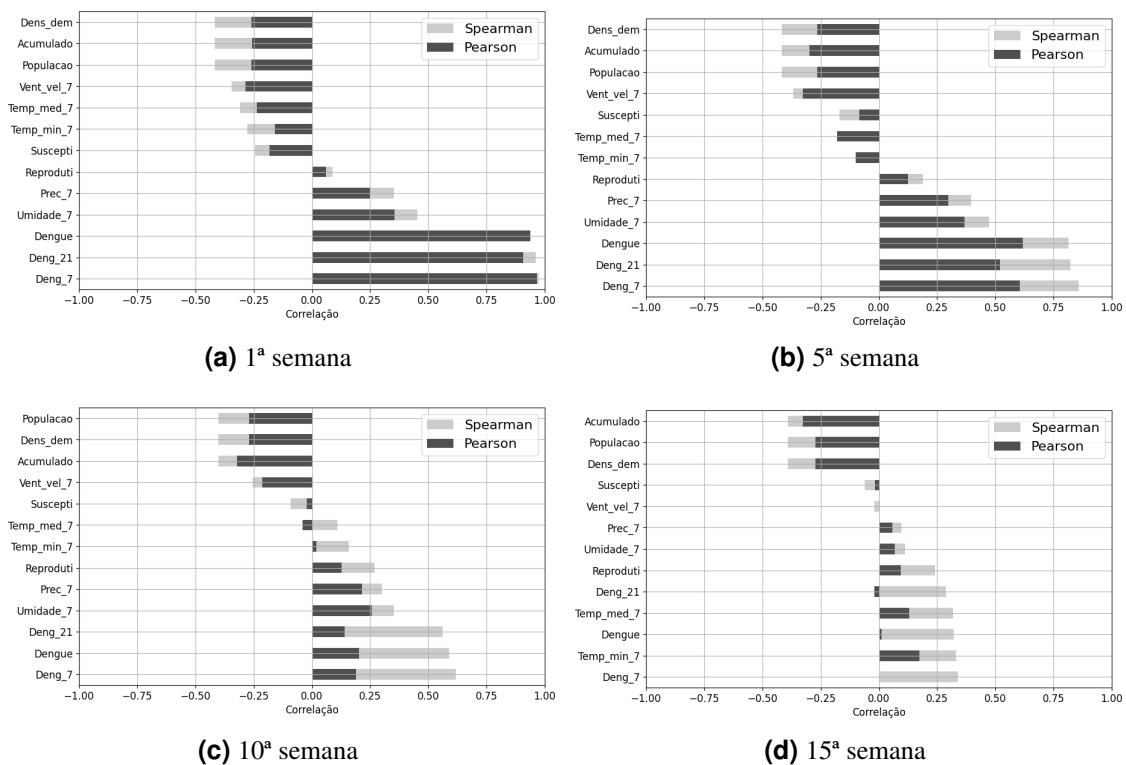 Dens_dem
Acumulado
Populacao
Vent_vel_7
Temp_med_7
Temp_min_7
Suscepti
Reproduti
Prec_7
Umidade_7
Dengue
Deng_21
Deng_7
Spearman
Pearson
−1.00 −0.75 −0.50 −0.25 0.00 0.25 0.50 0.75 1.00
Correlação
(a) 1ª semana
Dens_dem
Acumulado
Populacao
Vent_vel_7
Suscepti
Temp_med_7
Temp_min_7
Reproduti
Prec_7
Umidade_7
Dengue
Deng_21
Deng_7
Spearman
Pearson
−1.00 −0.75 −0.50 −0.25 0.00 0.25 0.50 0.75 1.00
Correlação
(b) 5ª semana
Populacao
Dens_dem
Acumulado
Vent_vel_7
Suscepti
Temp_med_7
Temp_min_7
Reproduti
Prec_7
Umidade_7
Deng_21
Dengue
Deng_7
Spearman
Pearson
−1.00 −0.75 −0.50 −0.25 0.00 0.25 0.50 0.75 1.00
Correlação
(c) 10ª semana
Acumulado
Populacao
Dens_dem
Suscepti
Vent_vel_7
Prec_7
Umidade_7
Reproduti
Deng_21
Temp_med_7
Dengue
Temp_min_7
Deng_7
Spearman
Pearson
−1.00 −0.75 −0.50 −0.25 0.00 0.25 0.50 0.75 1.00
Correlação
(d) 15ª semana